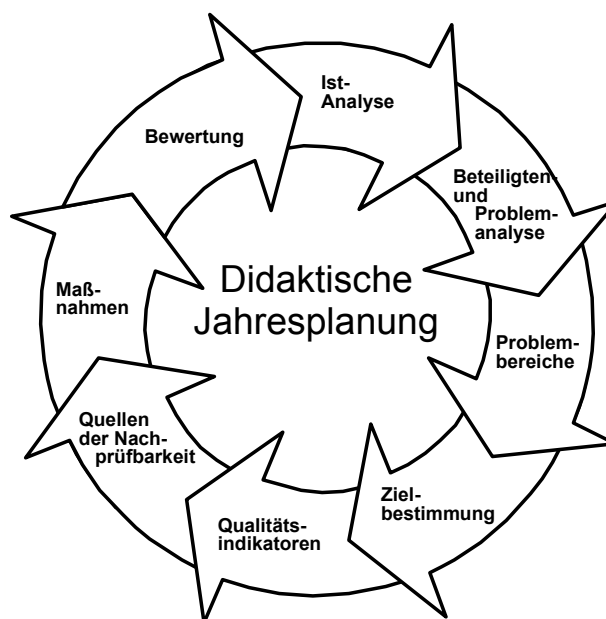 Ist-
Analyse
Beteiligten-
und
Problem-
analyse
Problem-
bereiche
Ziel-
bestimmung
Qualitäts-
indikatoren
Quellen
der Nach-
prüfbarkeit
Maß-
nahmen
Bewertung
Didaktische
Jahresplanung